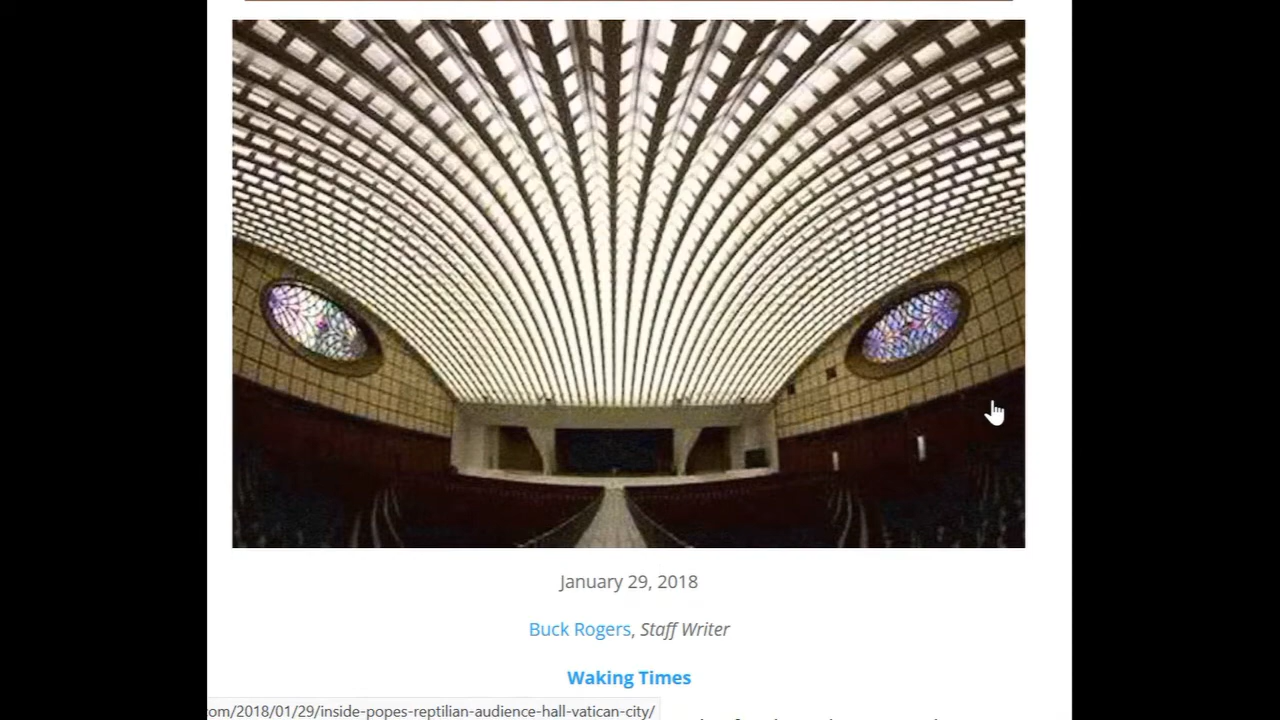 January 29, 2018
Buck Rogers, Staff Writer
Waking Times
com/2018/01/29/inside-popes-reptilian-audience-hall-vatican-city/